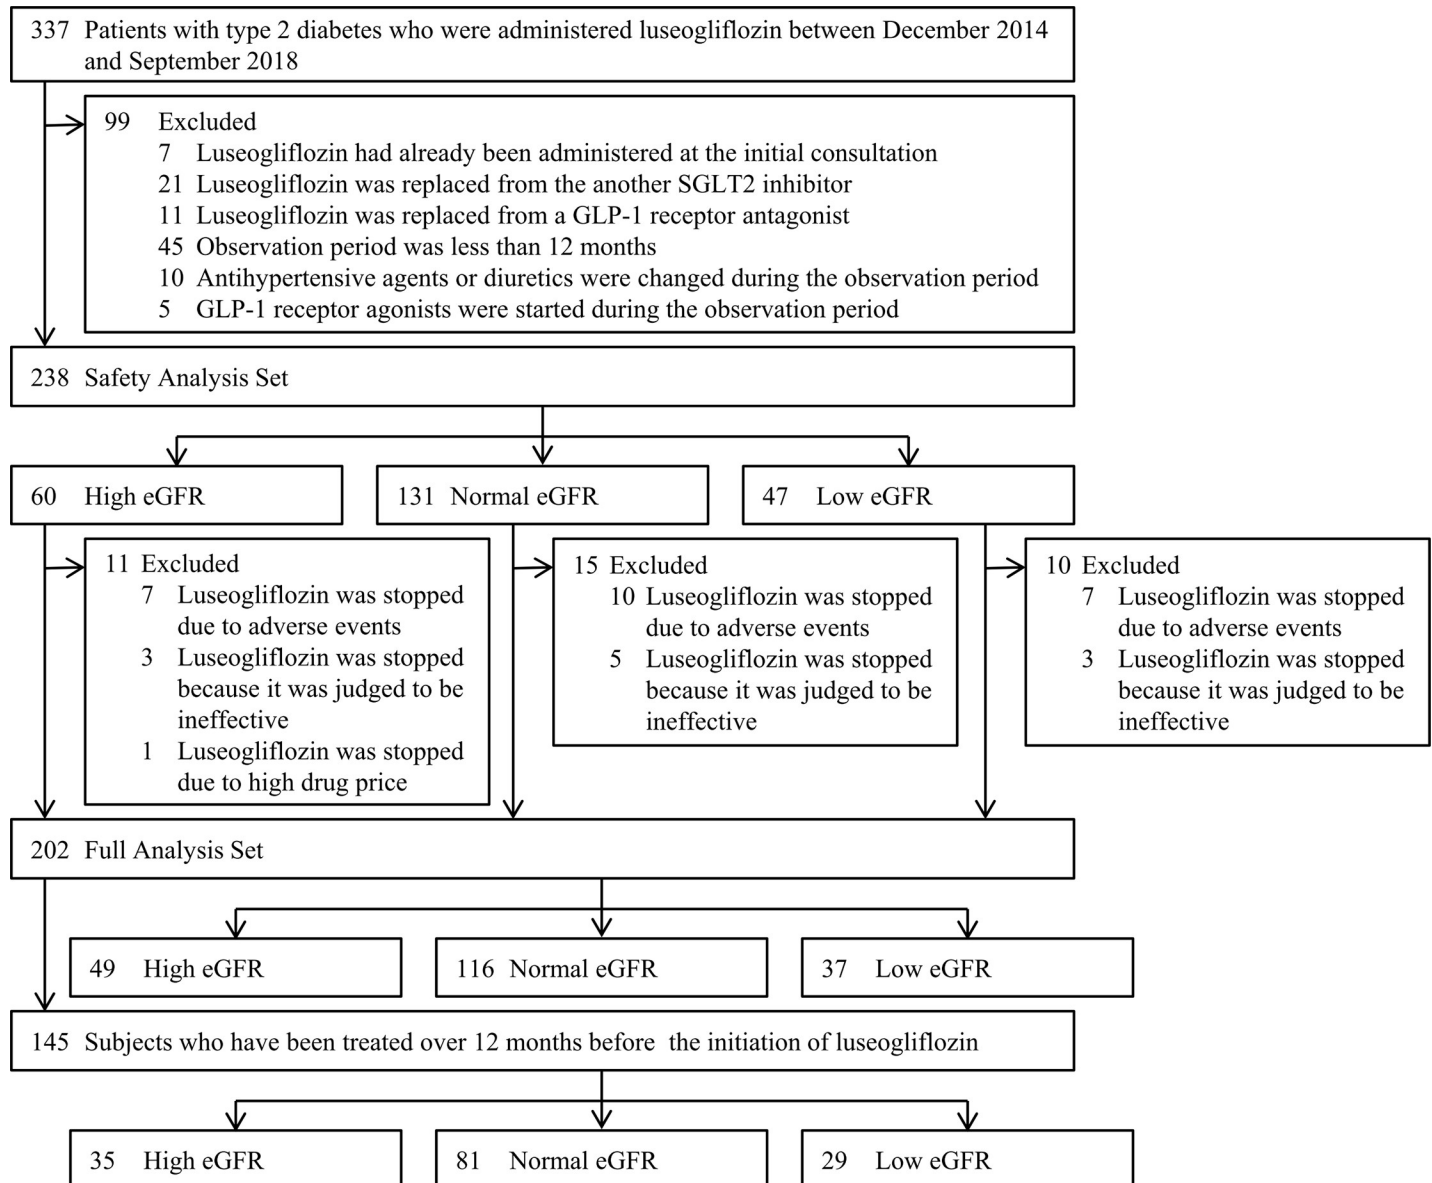 337 Patients with type 2 diabetes who were administered luseogliflozin between December 2014
and September 2018
99 Excluded
7 Luseogliflozin had already been administered at the initial consultation
21 Luseogliflozin was replaced from the another SGLT2 inhibitor
11 Luseogliflozin was replaced from a GLP-1 receptor antagonist
45 Observation period was less than 12 months
10 Antihypertensive agents or diuretics were changed during the observation period
5 GLP-1 receptor agonists were started during the observation period
238 Safety Analysis Set
60 High eGFR
131 Normal eGFR
47 Low eGFR
11 Excluded
7 Luseogliflozin was stopped
due to adverse events
3 Luseogliflozin was stopped
because it was judged to be
ineffective
1 Luseogliflozin was stopped
due to high drug price
15 Excluded
10 Luseogliflozin was stopped
due to adverse events
5 Luseogliflozin was stopped
because it was judged to be
ineffective
10 Excluded
7 Luseogliflozin was stopped
due to adverse events
3 Luseogliflozin was stopped
because it was judged to be
ineffective
202 Full Analysis Set
49 High eGFR
116 Normal eGFR
37 Low eGFR
145 Subjects who have been treated over 12 months before the initiation of luseogliflozin
35 High eGFR
81 Normal eGFR
29 Low eGFR